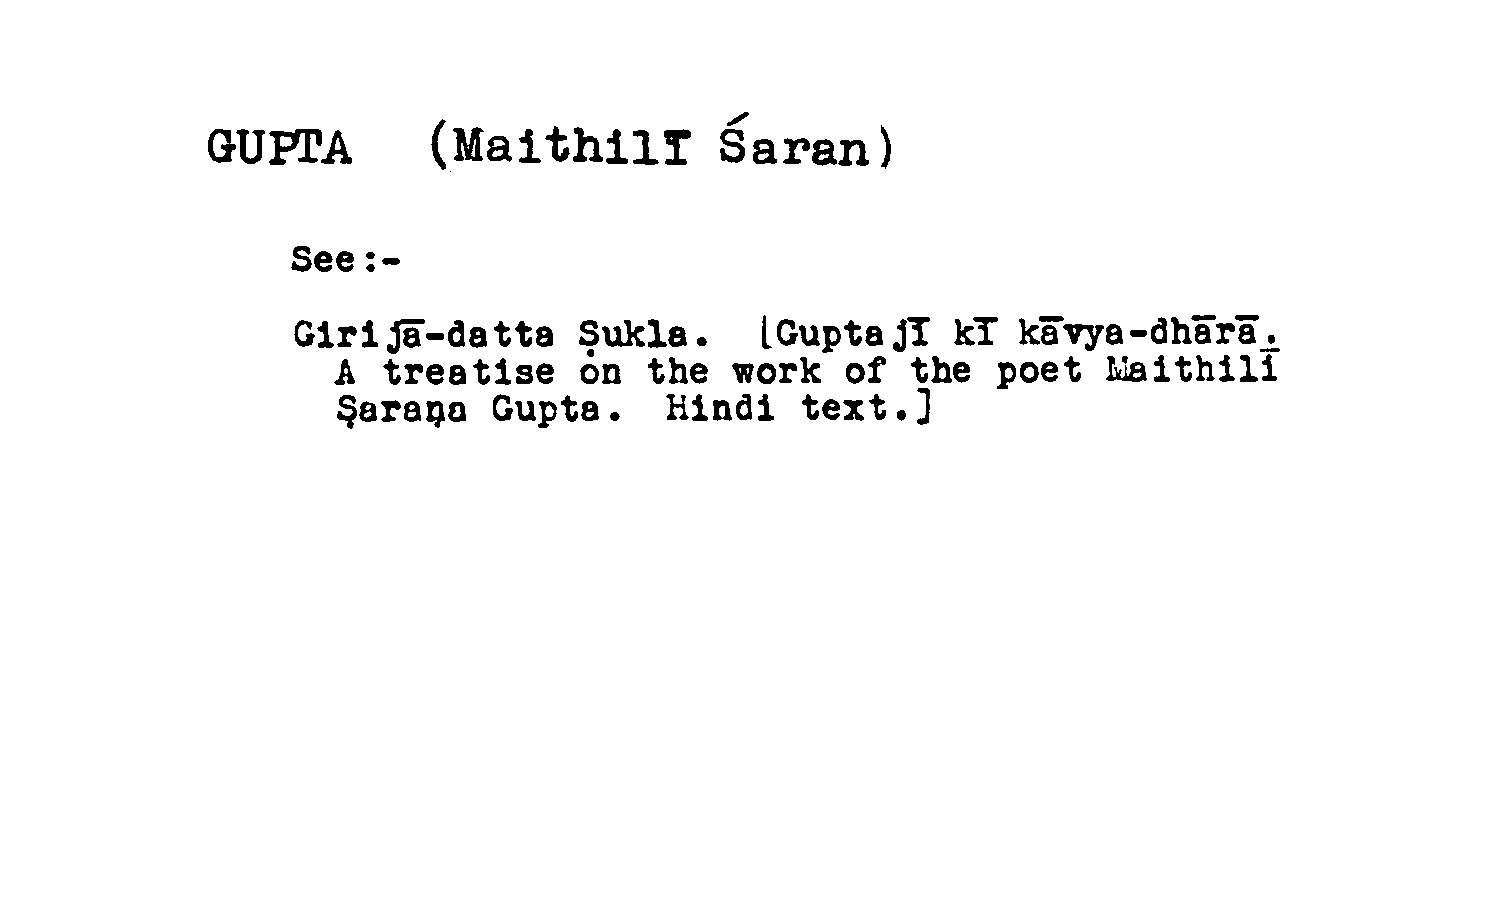 GUPTA (Maithilī Śaran)
See:-
Girijā-datta Ṣukla. [Guptajī kī kāvya-dhārā.
A treatise on the work of the poet Maithilī
Ṣaraṇa Gupta. Hindi text.]